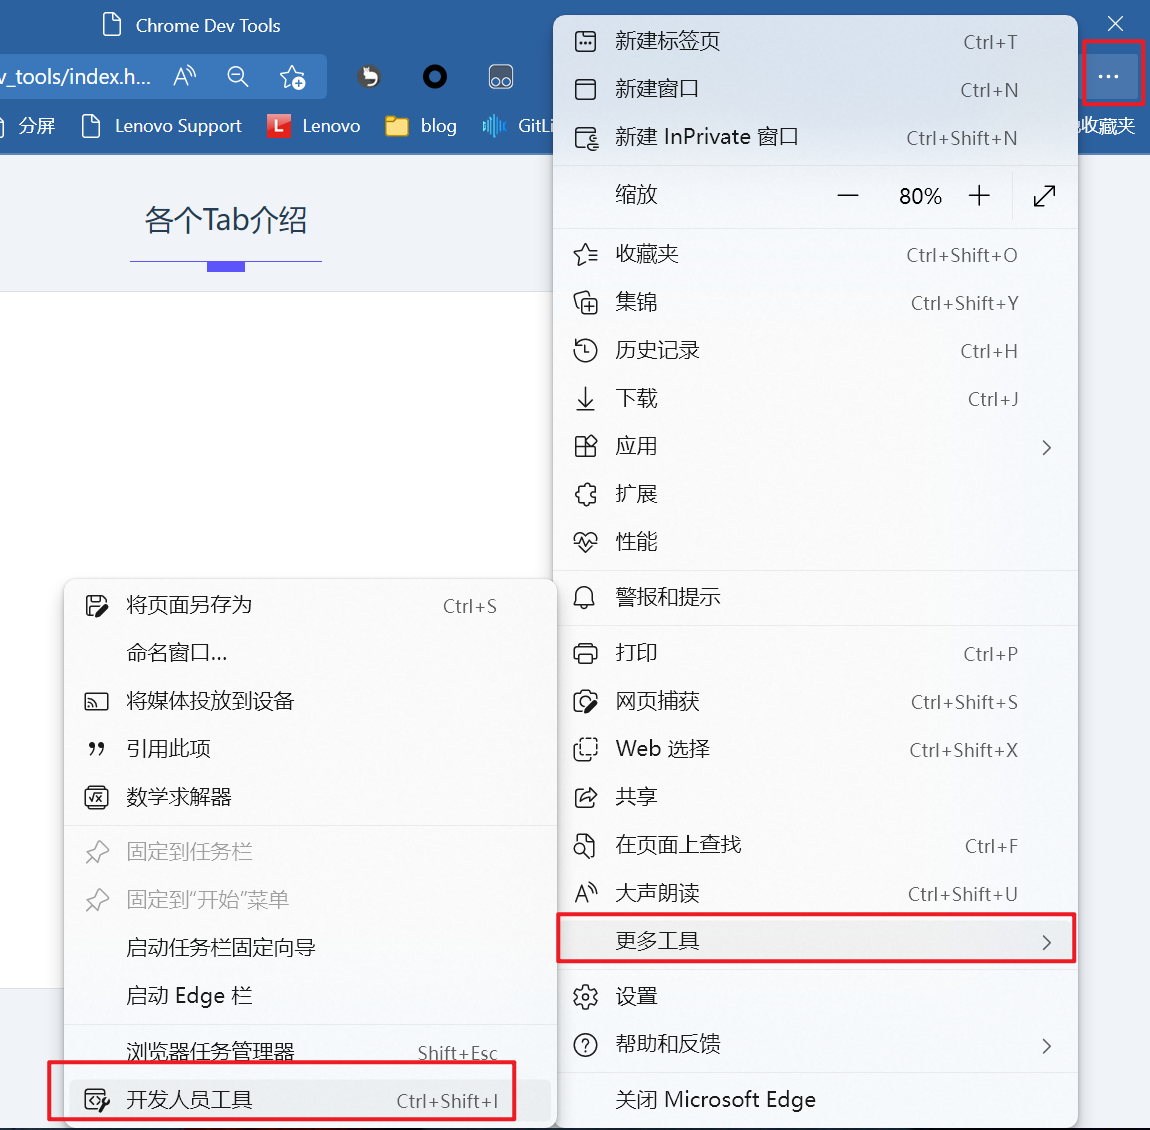 Chrome Dev Tools
v_tools/index.h...
分屏
Lenovo Support
L
Lenovo
blog
GitLi
收藏夹
各个Tab介绍
新建标签页 Ctrl+T
新建窗口 Ctrl+N
新建 InPrivate 窗口 Ctrl+Shift+N
缩放 — 80% +
收藏夹 Ctrl+Shift+O
集锦 Ctrl+Shift+Y
历史记录 Ctrl+H
下载 Ctrl+J
应用
扩展
性能
警报和提示
打印 Ctrl+P
网页捕获 Ctrl+Shift+S
Web 选择 Ctrl+Shift+X
共享
在页面上查找 Ctrl+F
大声朗读 Ctrl+Shift+U
更多工具
设置
帮助和反馈
关闭 Microsoft Edge
将页面另存为 Ctrl+S
命名窗口...
将媒体投放到设备
引用此项
数学求解器
固定到任务栏
固定到“开始”菜单
启动任务栏固定向导
启动 Edge 栏
浏览器任务管理器 Shift+Esc
开发人员工具 Ctrl+Shift+I